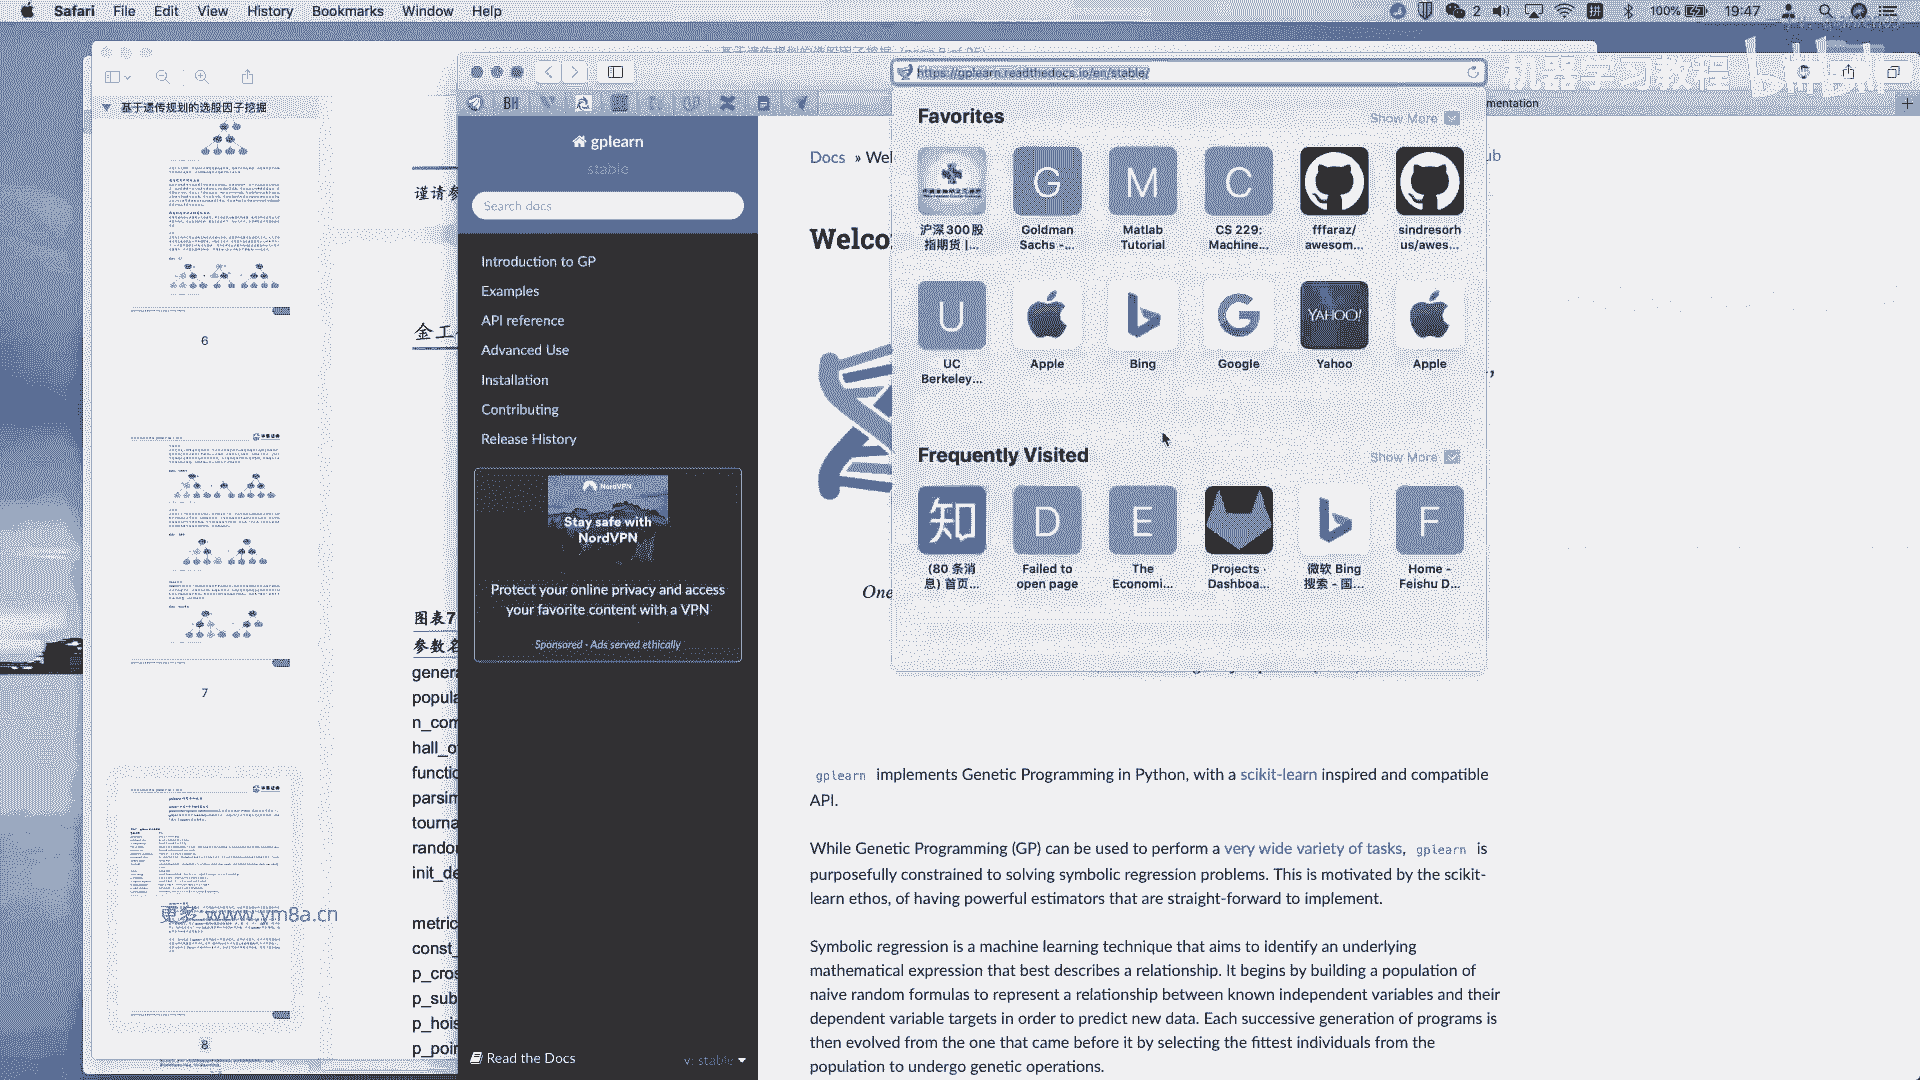 Safari File Edit View History Bookmarks Window Help
2 100% 19:47
机器学习教程 bilibili
基于遗传规划的选股因子挖掘
https://gplearn.readthedocs.io/en/stable/
BH
mentation
6
7
8
更多:www.ym8a.cn
谨请参
金工
图表7
参数名
genera
popula
n_com
hall_o
functio
parsim
tourna
random
init_de
metric
const_
p_cros
p_sub
p_hois
p_poin
gplearn
stable
Search docs
Introduction to GP
Examples
API reference
Advanced Use
Installation
Contributing
Release History
NordVPN
Stay safe with
NordVPN
Protect your online privacy and access
your favorite content with a VPN
Sponsored · Ads served ethically
Read the Docs
v: stable
Docs » Wel
ub
Welco
One
Favorites
Show More
G M C
沪深300股
指期货 |...
Goldman
Sachs -...
Matlab
Tutorial
CS 229:
Machine...
fffaraz/
awesom...
sindresorh
us/awes...
U
YAHOO!
UC
Berkeley...
Apple
Bing
Google
Yahoo
Apple
Frequently Visited
Show More
知 D E F
(80 条消
息) 首页...
Failed to
open page
The
Economi...
Projects ·
Dashboa...
微软 Bing
搜索 - 国...
Home -
Feishu D...
gplearn implements Genetic Programming in Python, with a scikit-learn inspired and compatible
API.
While Genetic Programming (GP) can be used to perform a very wide variety of tasks, gplearn is
purposefully constrained to solving symbolic regression problems. This is motivated by the scikit-
learn ethos, of having powerful estimators that are straight-forward to implement.
Symbolic regression is a machine learning technique that aims to identify an underlying
mathematical expression that best describes a relationship. It begins by building a population of
naive random formulas to represent a relationship between known independent variables and their
dependent variable targets in order to predict new data. Each successive generation of programs is
then evolved from the one that came before it by selecting the fittest individuals from the
population to undergo genetic operations.